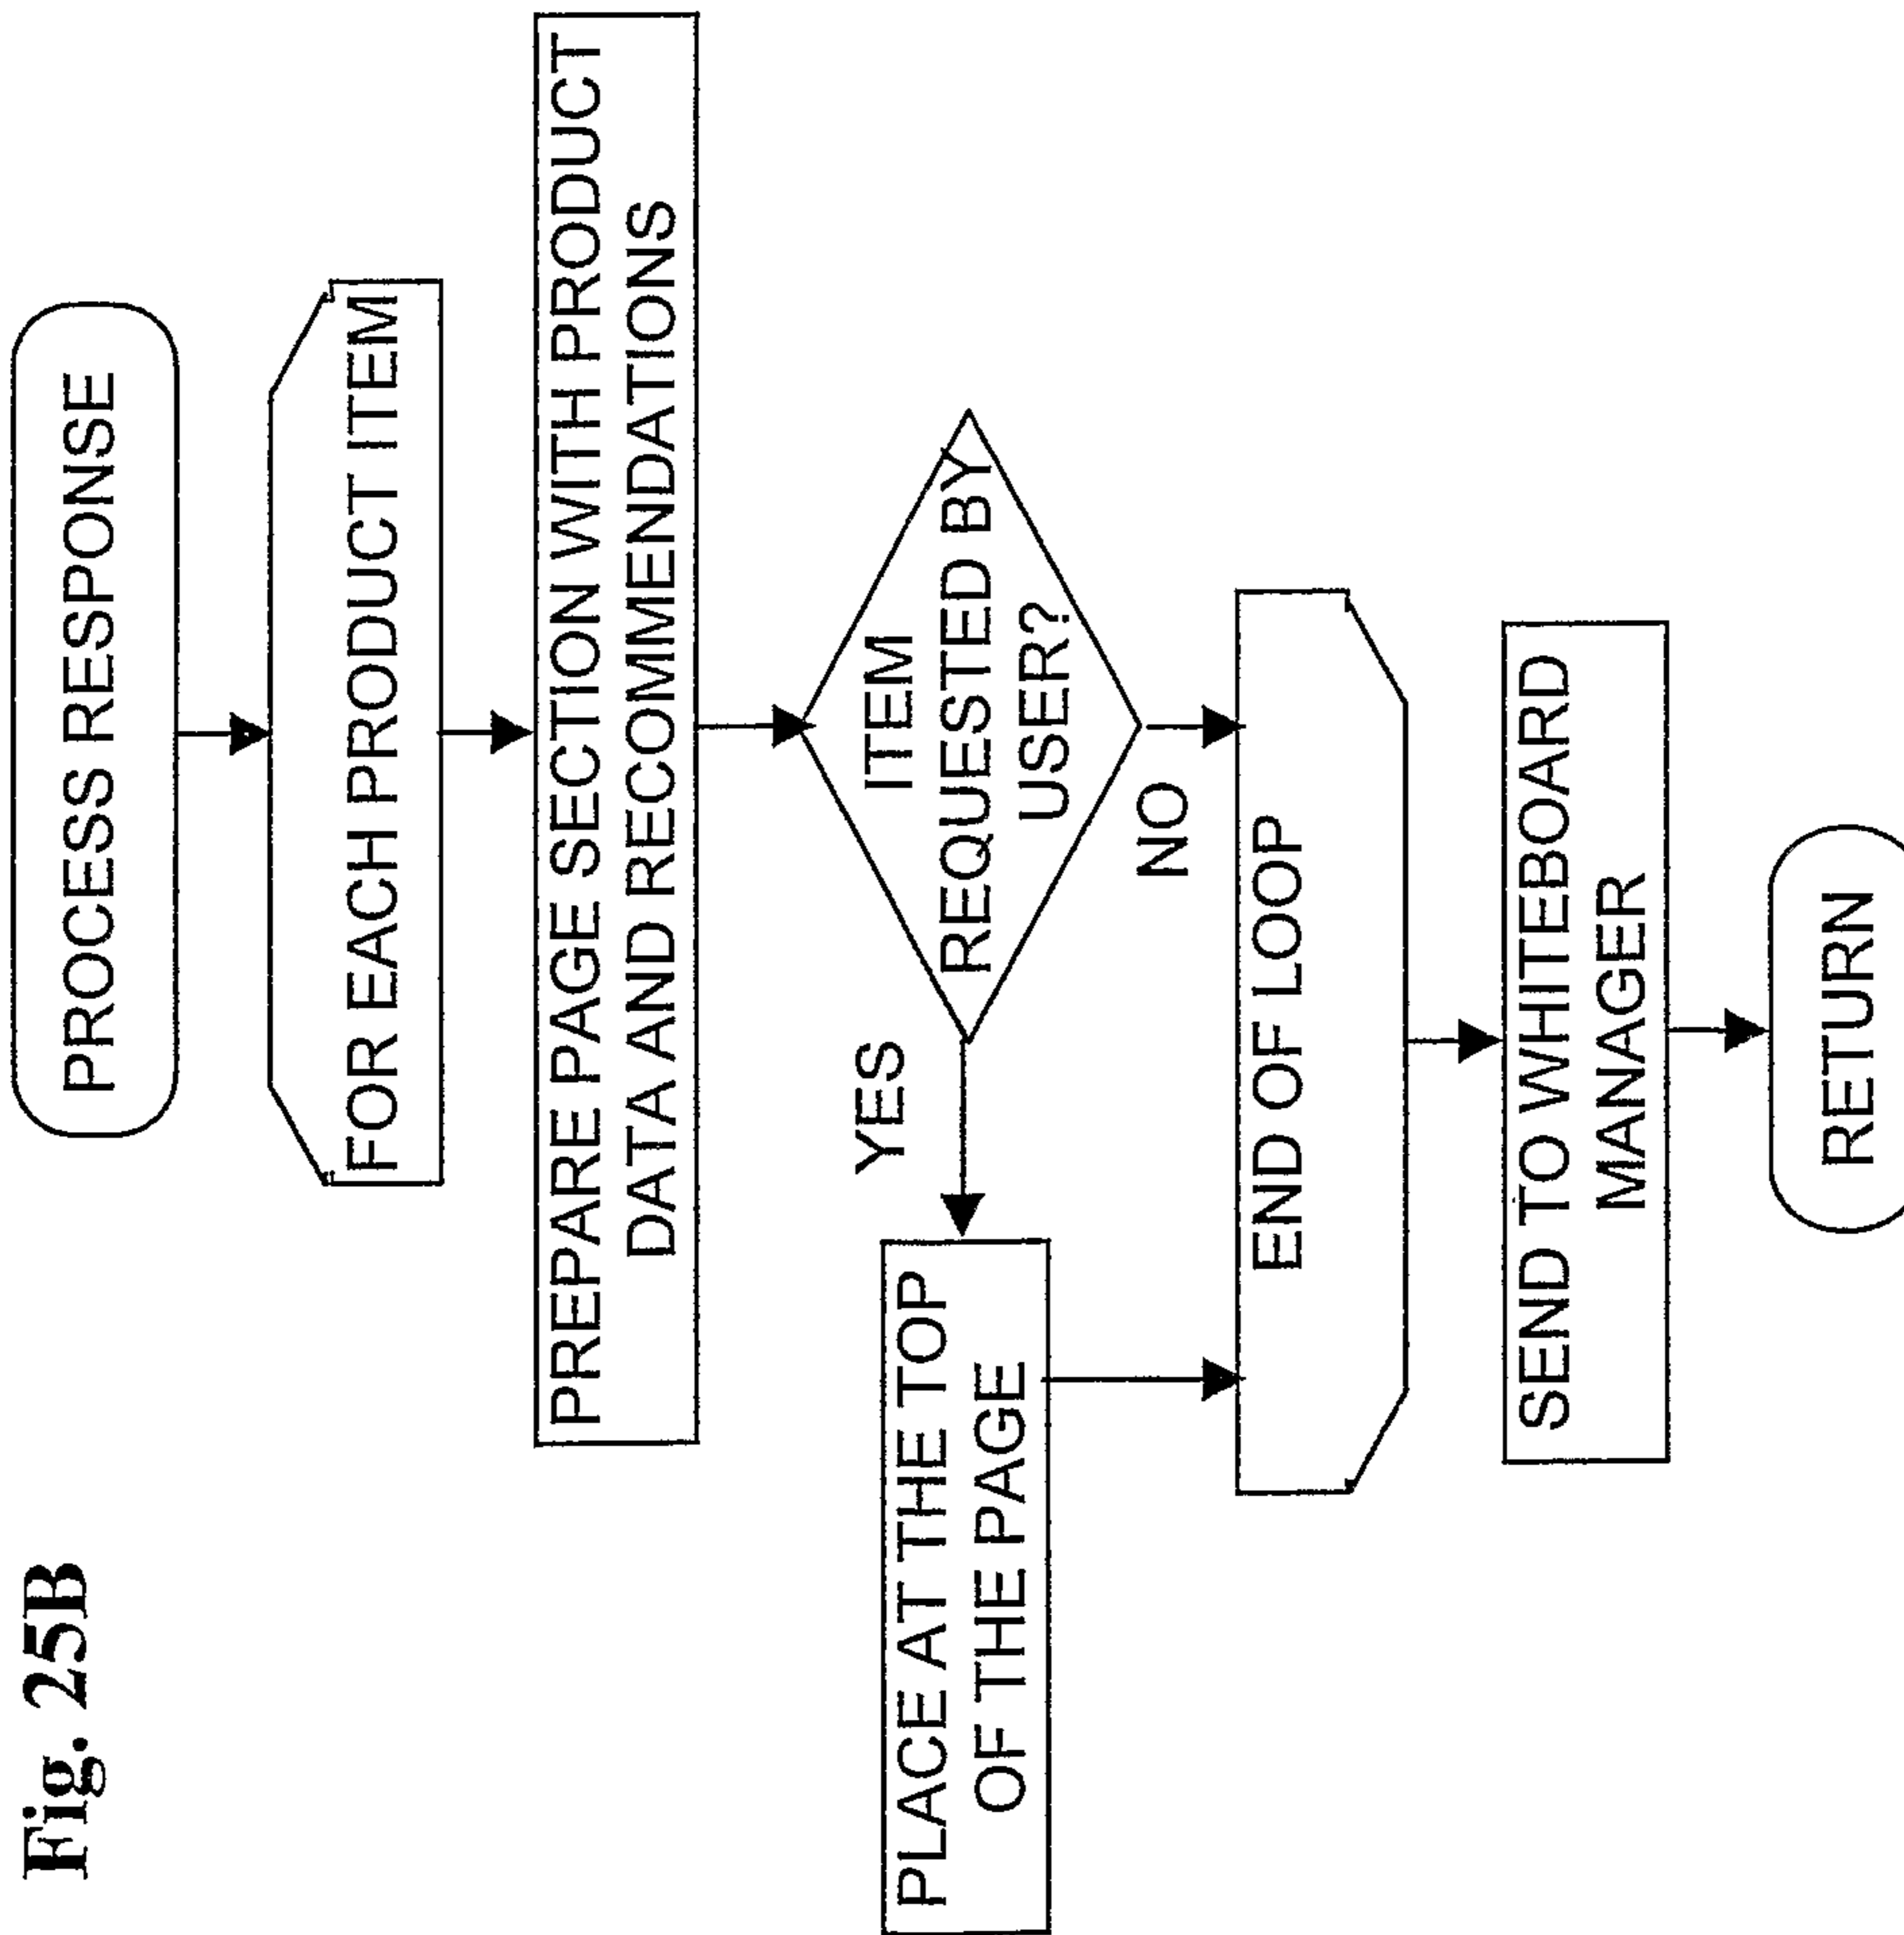 Fig. 25B
PROCESS RESPONSE
FOR EACH PRODUCT ITEM
PREPARE PAGE SECTION WITH PRODUCT
DATA AND RECOMMENDATIONS
ITEM
REQUESTED BY
USER?
YES
NO
PLACE AT THE TOP
OF THE PAGE
END OF LOOP
SEND TO WHITEBOARD
MANAGER
RETURN